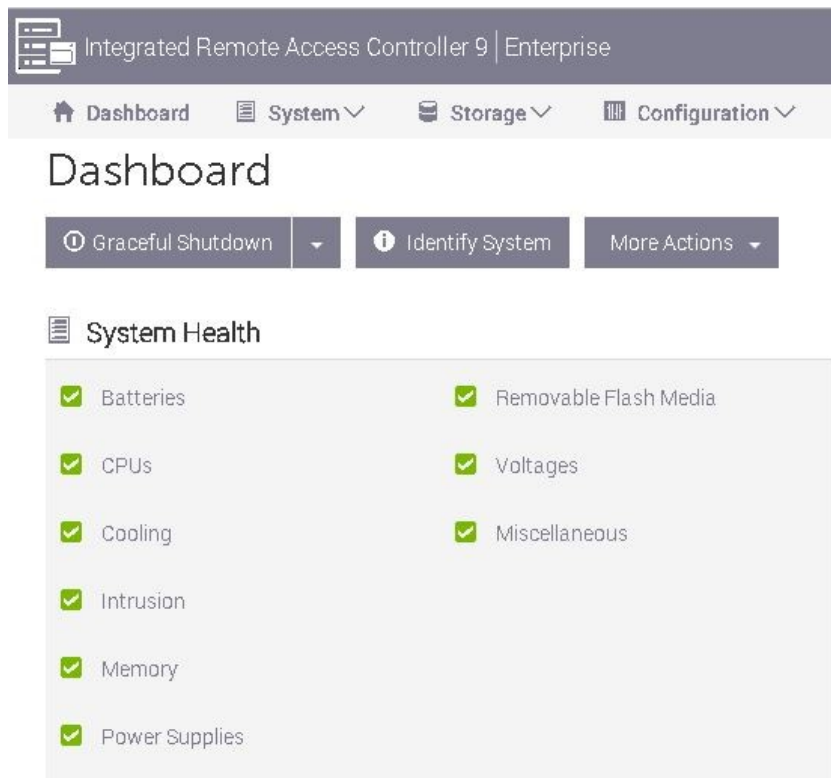 Integrated Remote Access Controller 9 | Enterprise
Dashboard System Storage Configuration
Dashboard
Graceful Shutdown Identify System More Actions
System Health
Batteries Removable Flash Media
CPUs Voltages
Cooling Miscellaneous
Intrusion
Memory
Power Supplies